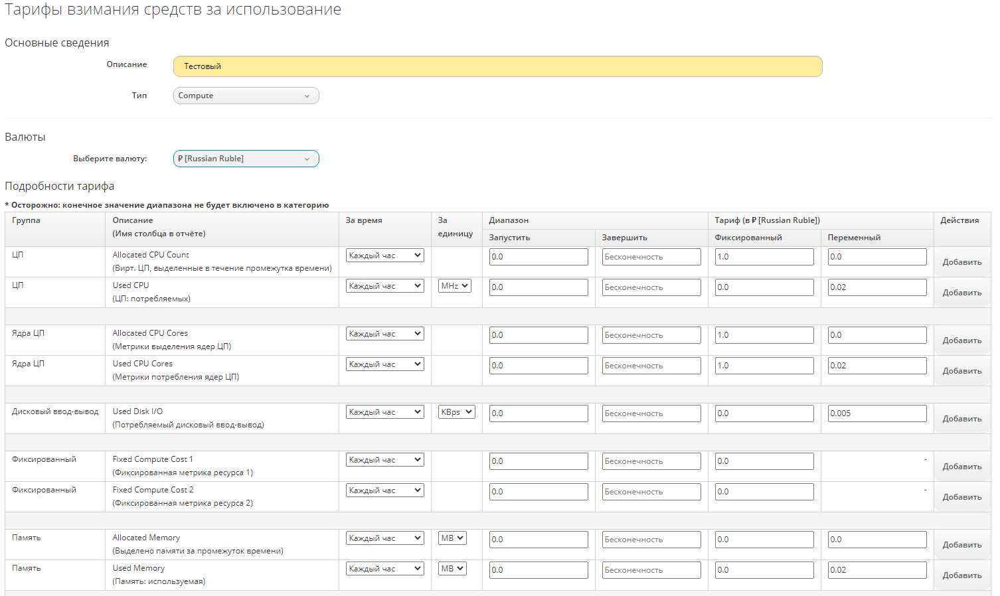 Тарифы взимания средств за использование
Основные сведения
Описание Тестовый
Тип Compute
Валюты
Выберите валюту: ₽ [Russian Ruble]
Подробности тарифа
* Осторожно: конечное значение диапазона не будет включено в категорию
Группа Описание За время За Диапазон Тариф (в ₽ [Russian Ruble]) Действия
(Имя столбца в отчёте) единицу Запустить Завершить Фиксированный Переменный
ЦП Allocated CPU Count Каждый час 0.0 Бесконечность 1.0 0.0 Добавить
(Вирт. ЦП, выделенные в течение промежутка времени)
ЦП Used CPU Каждый час MHz 0.0 Бесконечность 0.0 0.02 Добавить
(ЦП: потребляемых)
Ядра ЦП Allocated CPU Cores Каждый час 0.0 Бесконечность 1.0 0.0 Добавить
(Метрики выделения ядер ЦП)
Ядра ЦП Used CPU Cores Каждый час 0.0 Бесконечность 1.0 0.02 Добавить
(Метрики потребления ядер ЦП)
Дисковый ввод-вывод Used Disk I/O Каждый час KBps 0.0 Бесконечность 0.0 0.005 Добавить
(Потребляемый дисковый ввод-вывод)
Фиксированный Fixed Compute Cost 1 Каждый час 0.0 Бесконечность 0.0 - Добавить
(Фиксированная метрика ресурса 1)
Фиксированный Fixed Compute Cost 2 Каждый час 0.0 Бесконечность 0.0 - Добавить
(Фиксированная метрика ресурса 2)
Память Allocated Memory Каждый час MB 0.0 Бесконечность 0.0 0.0 Добавить
(Выделено памяти за промежуток времени)
Память Used Memory Каждый час MB 0.0 Бесконечность 0.0 0.02 Добавить
(Память: используемая)